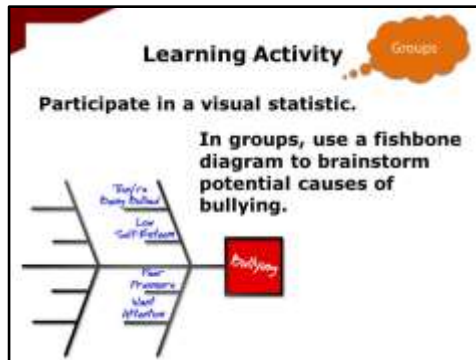 Learning Activity
Groups
Participate in a visual statistic.
In groups, use a fishbone
diagram to brainstorm
potential causes of
bullying.
They're
Being Bullied
Low
Self-Esteem
Bullying
Peer
Pressure
Want
Attention